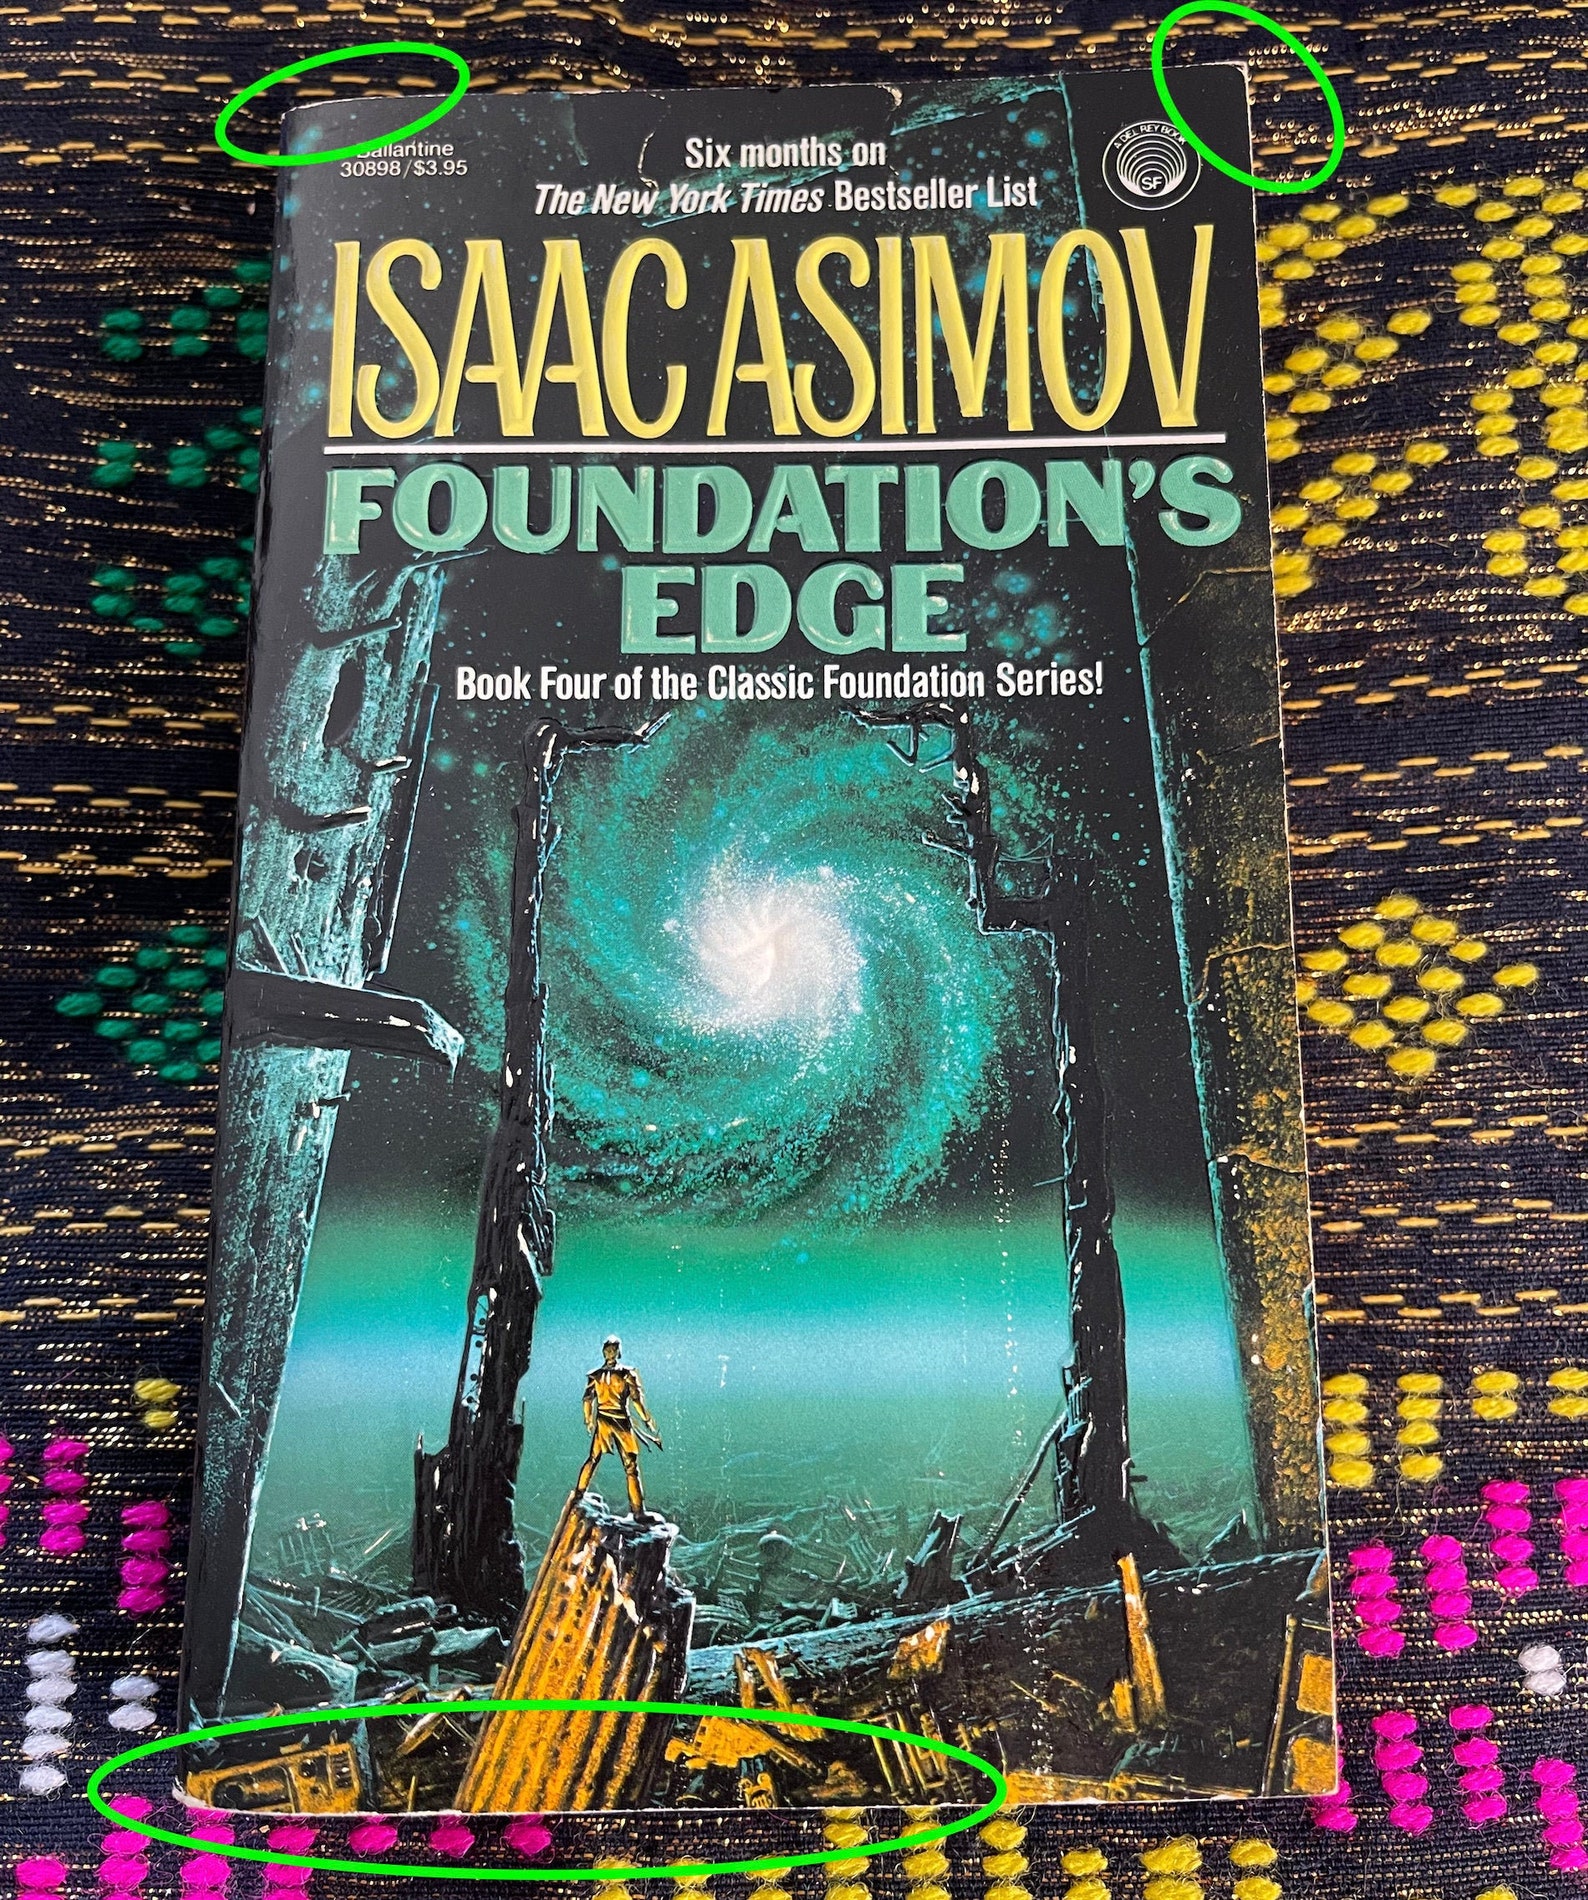 Ballantine
30898/$3.95
Six months on
The New York Times Bestseller List
A DEL REY BOOK
SF
ISAAC ASIMOV
FOUNDATION'S
EDGE
Book Four of the Classic Foundation Series!